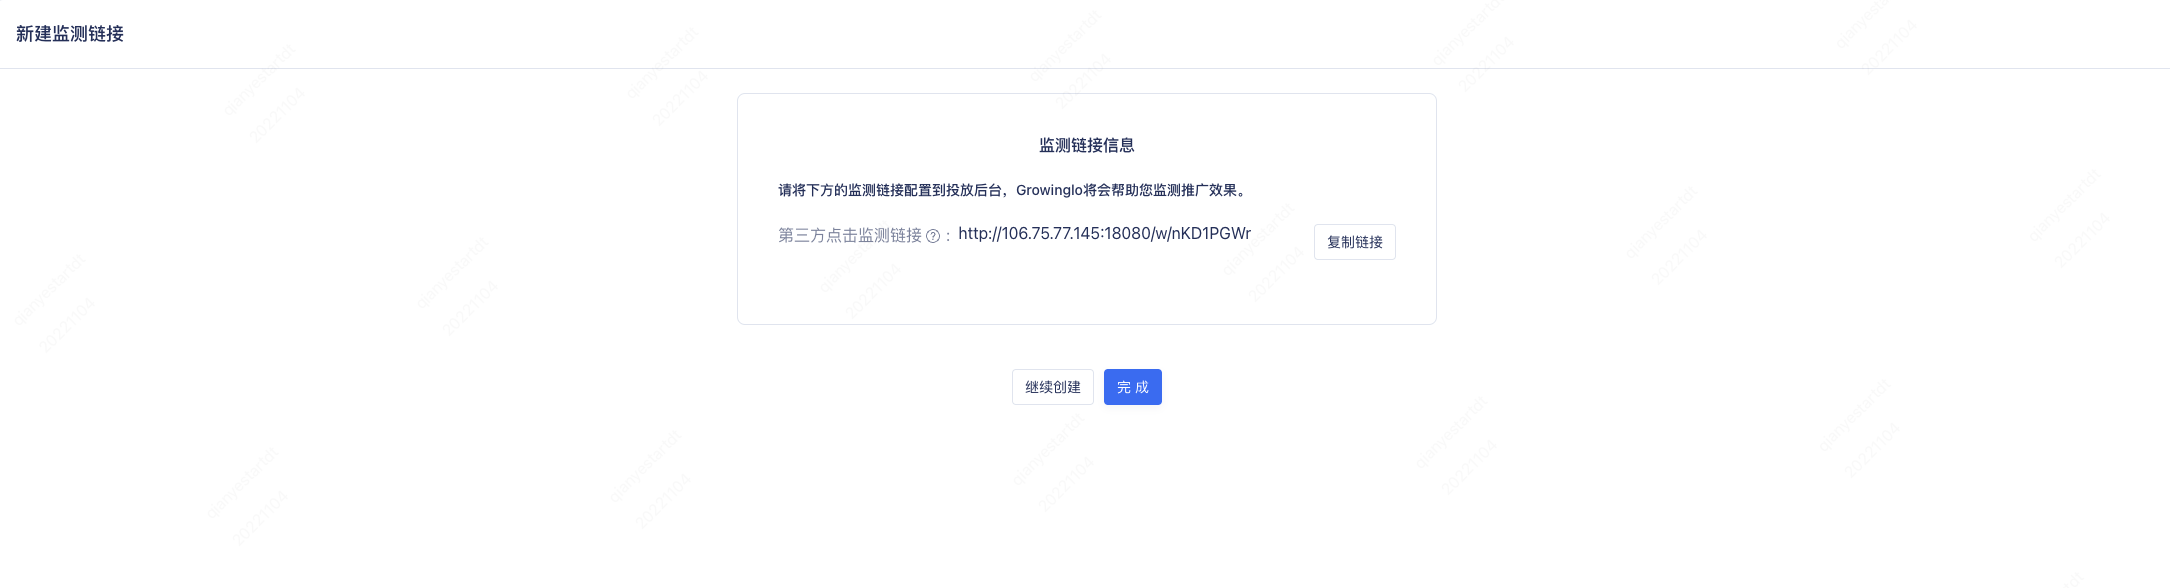 新建监测链接
监测链接信息
请将下方的监测链接配置到投放后台，GrowingIo将会帮助您监测推广效果。
第三方点击监测链接 ? : http://106.75.77.145:18080/w/nKD1PGWr 复制链接
继续创建 完 成